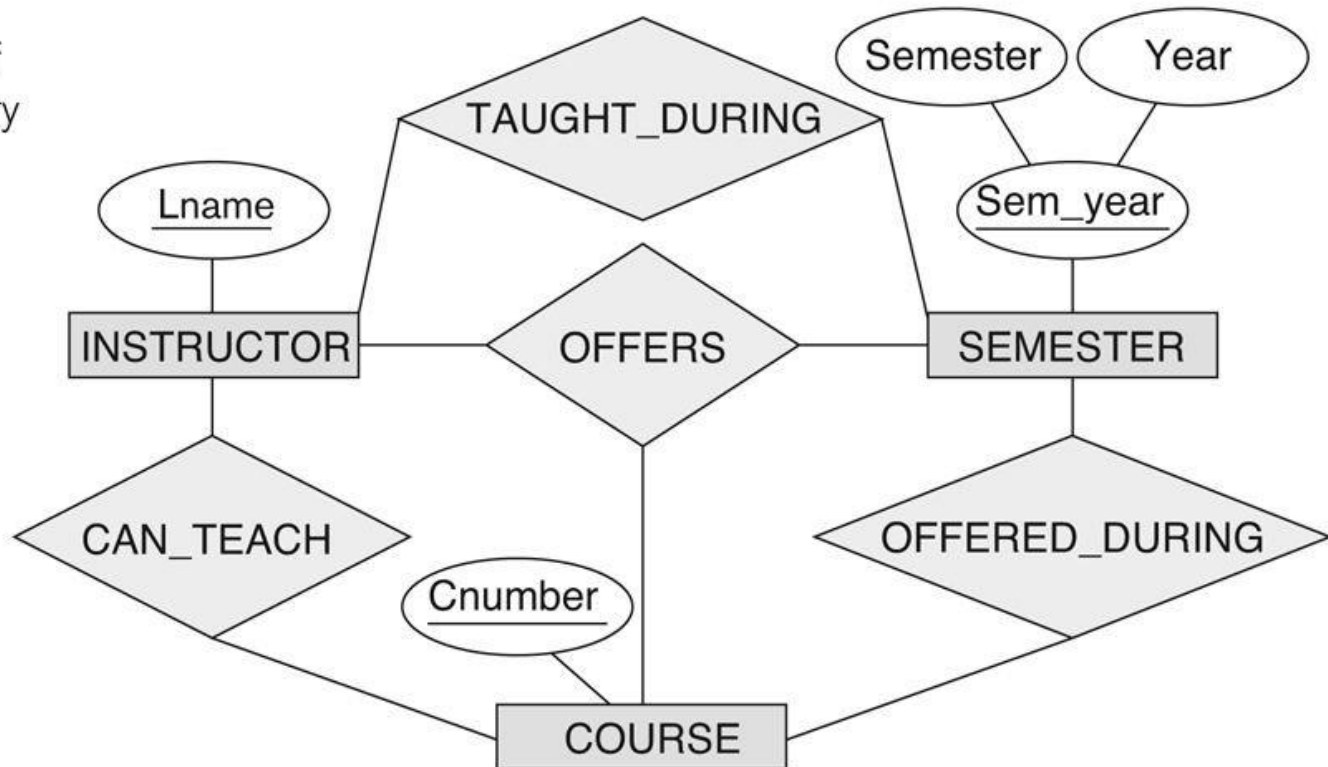 Semester Year
TAUGHT_DURING
Lname
Sem_year
INSTRUCTOR
OFFERS
SEMESTER
CAN_TEACH
OFFERED_DURING
Cnumber
COURSE